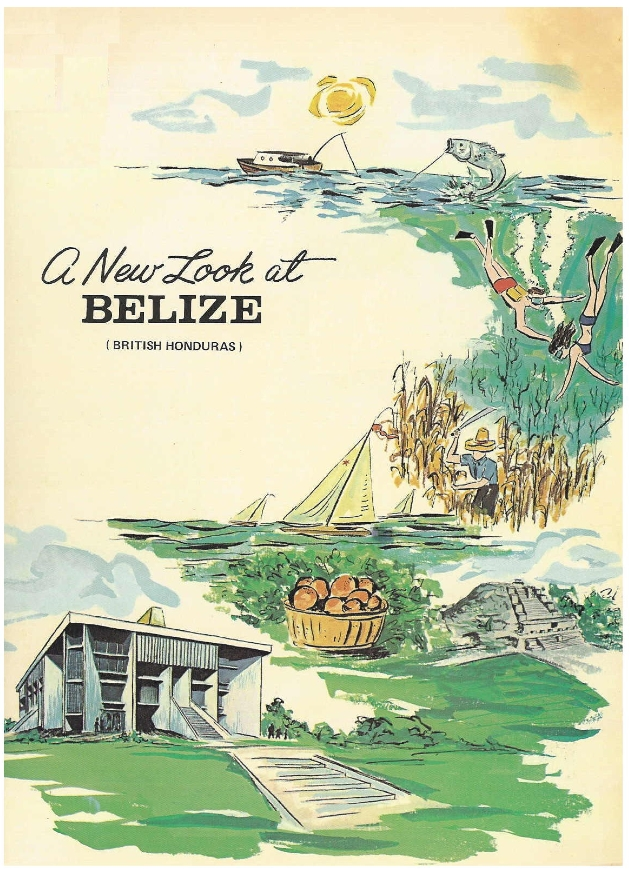 A New Look at
BELIZE
( BRITISH HONDURAS )